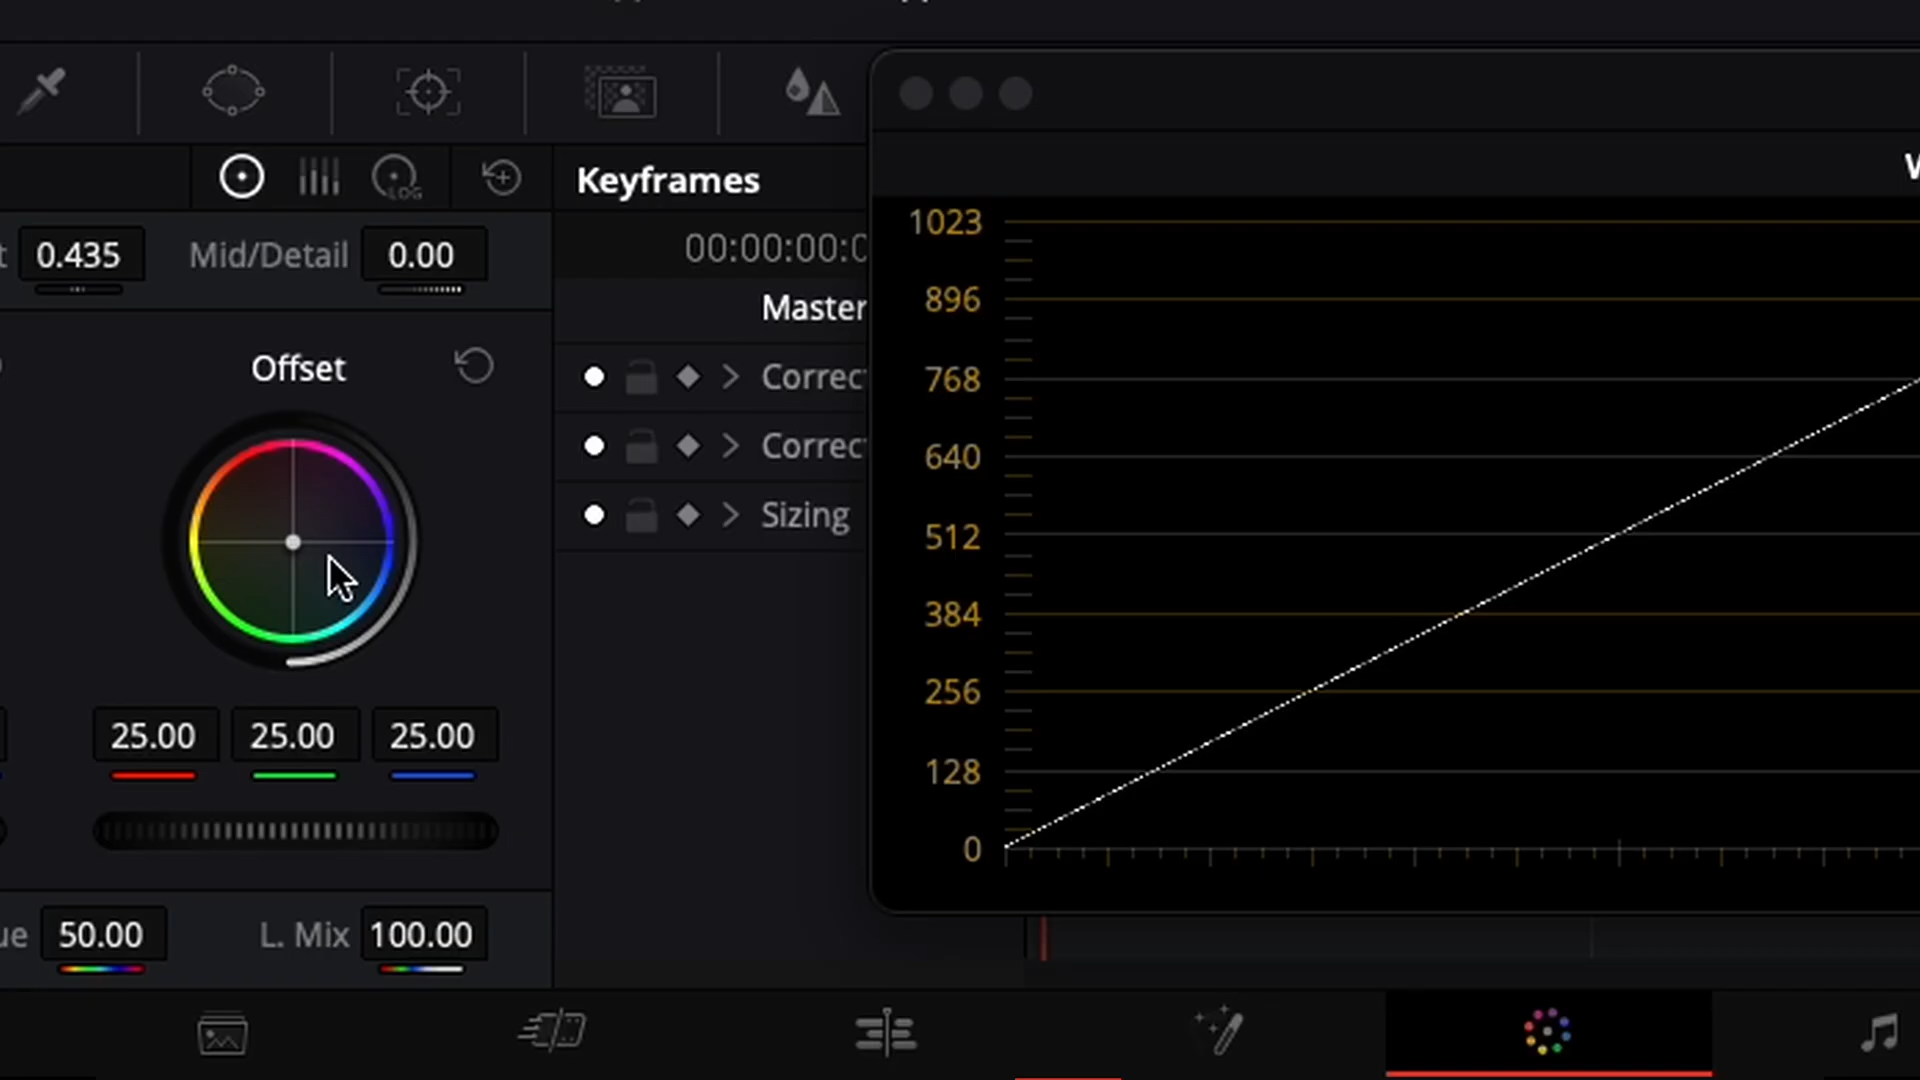 Keyframes
LOG
0.435 Mid/Detail 0.00
00:00:00:0
Master
Offset
Correc
Correc
Sizing
25.00 25.00 25.00
50.00 L. Mix 100.00
1023
896
768
640
512
384
256
128
0